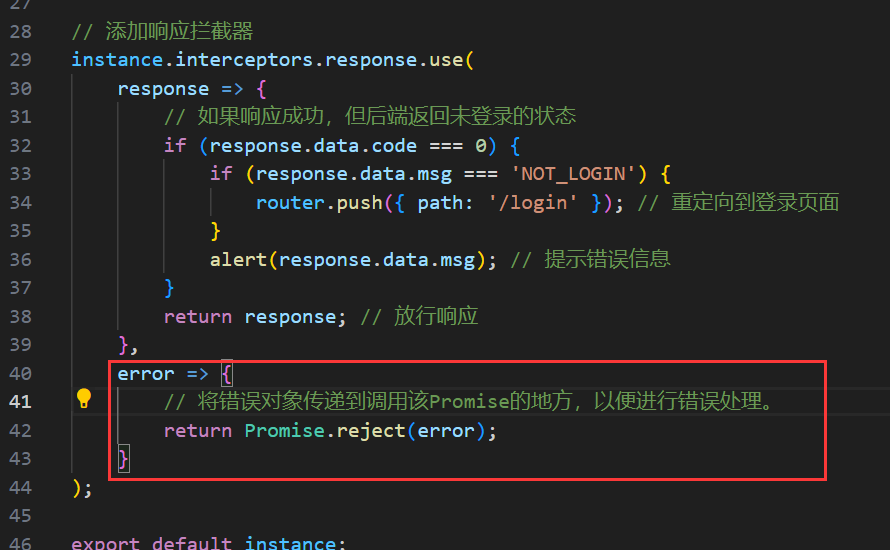 27
28 // 添加响应拦截器
29 instance.interceptors.response.use(
30 response => {
31 // 如果响应成功，但后端返回未登录的状态
32 if (response.data.code === 0) {
33 if (response.data.msg === 'NOT_LOGIN') {
34 router.push({ path: '/login' }); // 重定向到登录页面
35 }
36 alert(response.data.msg); // 提示错误信息
37 }
38 return response; // 放行响应
39 },
40 error => {
41 // 将错误对象传递到调用该Promise的地方，以便进行错误处理。
42 return Promise.reject(error);
43 }
44 );
45
46 export default instance;